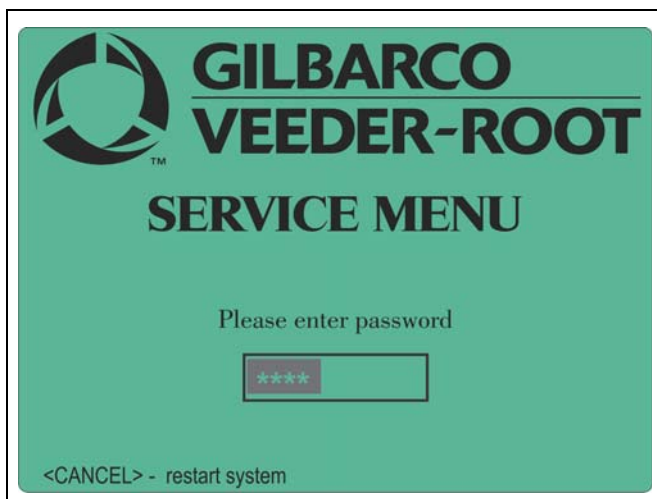 GILBARCO
VEEDER-ROOT
TM
SERVICE MENU
Please enter password
****
<CANCEL> - restart system